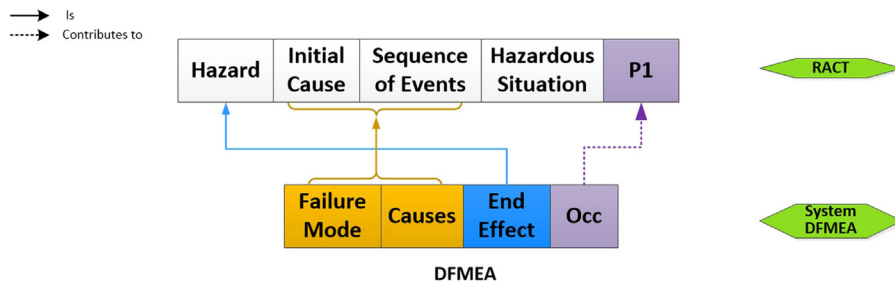 Is
Contributes to
Hazard
Initial
Cause
Sequence
of Events
Hazardous
Situation
P1
RACT
Failure
Mode
Causes
End
Effect
Occ
System
DFMEA
DFMEA